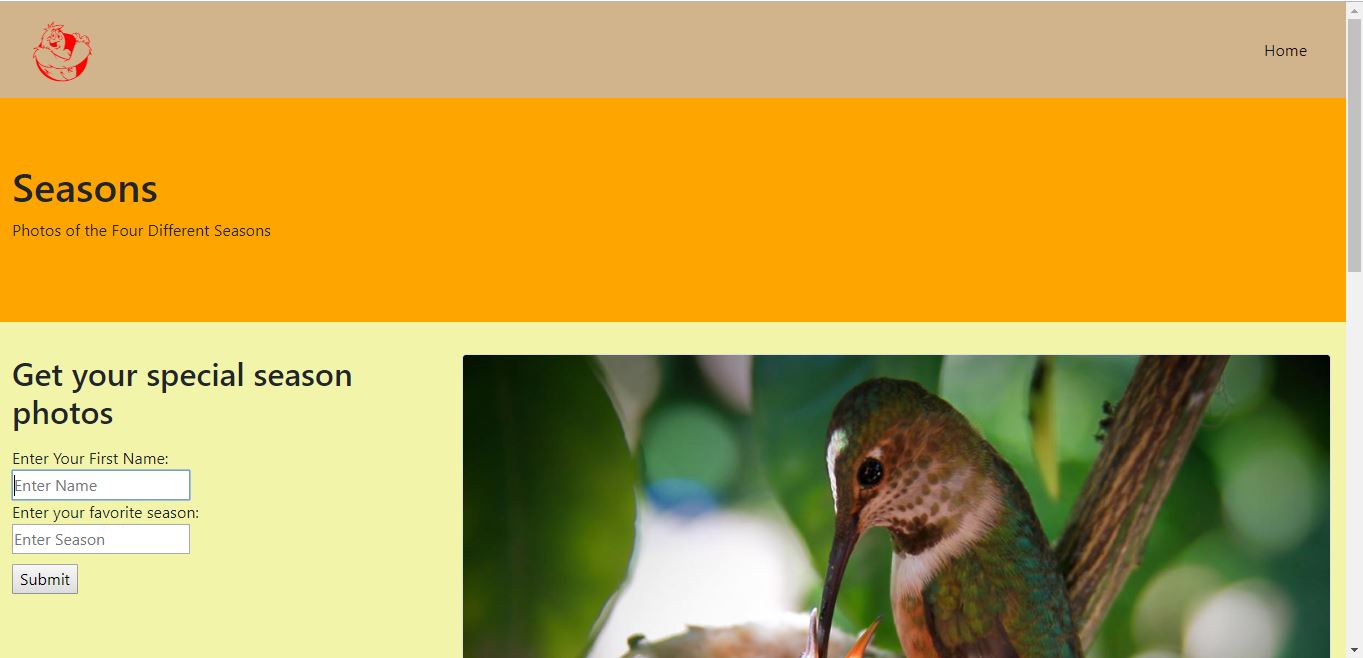 Home
Seasons
Photos of the Four Different Seasons
Get your special season
photos
Enter Your First Name:
Enter Name
Enter your favorite season:
Enter Season
Submit